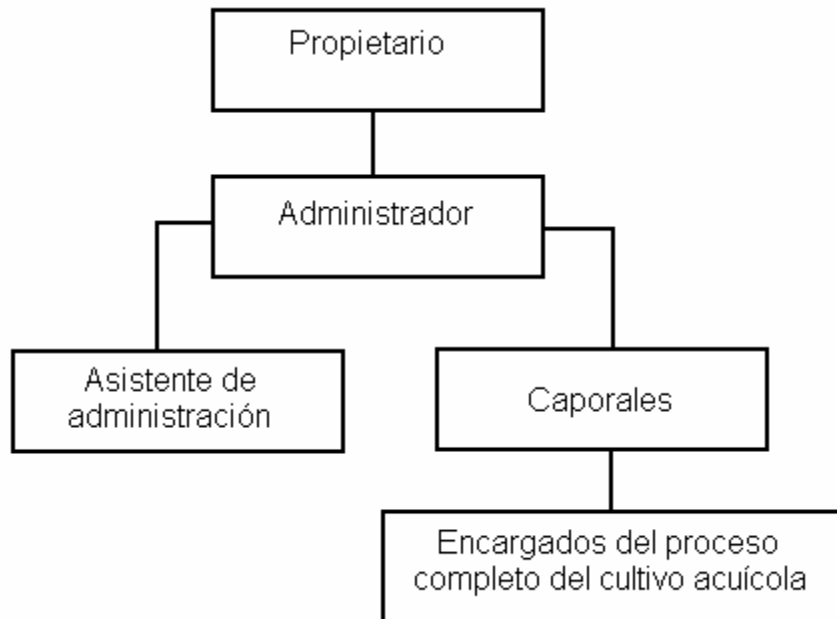 Propietario
Administrador
Asistente de
administración
Caporales
Encargados del proceso
completo del cultivo acuícola